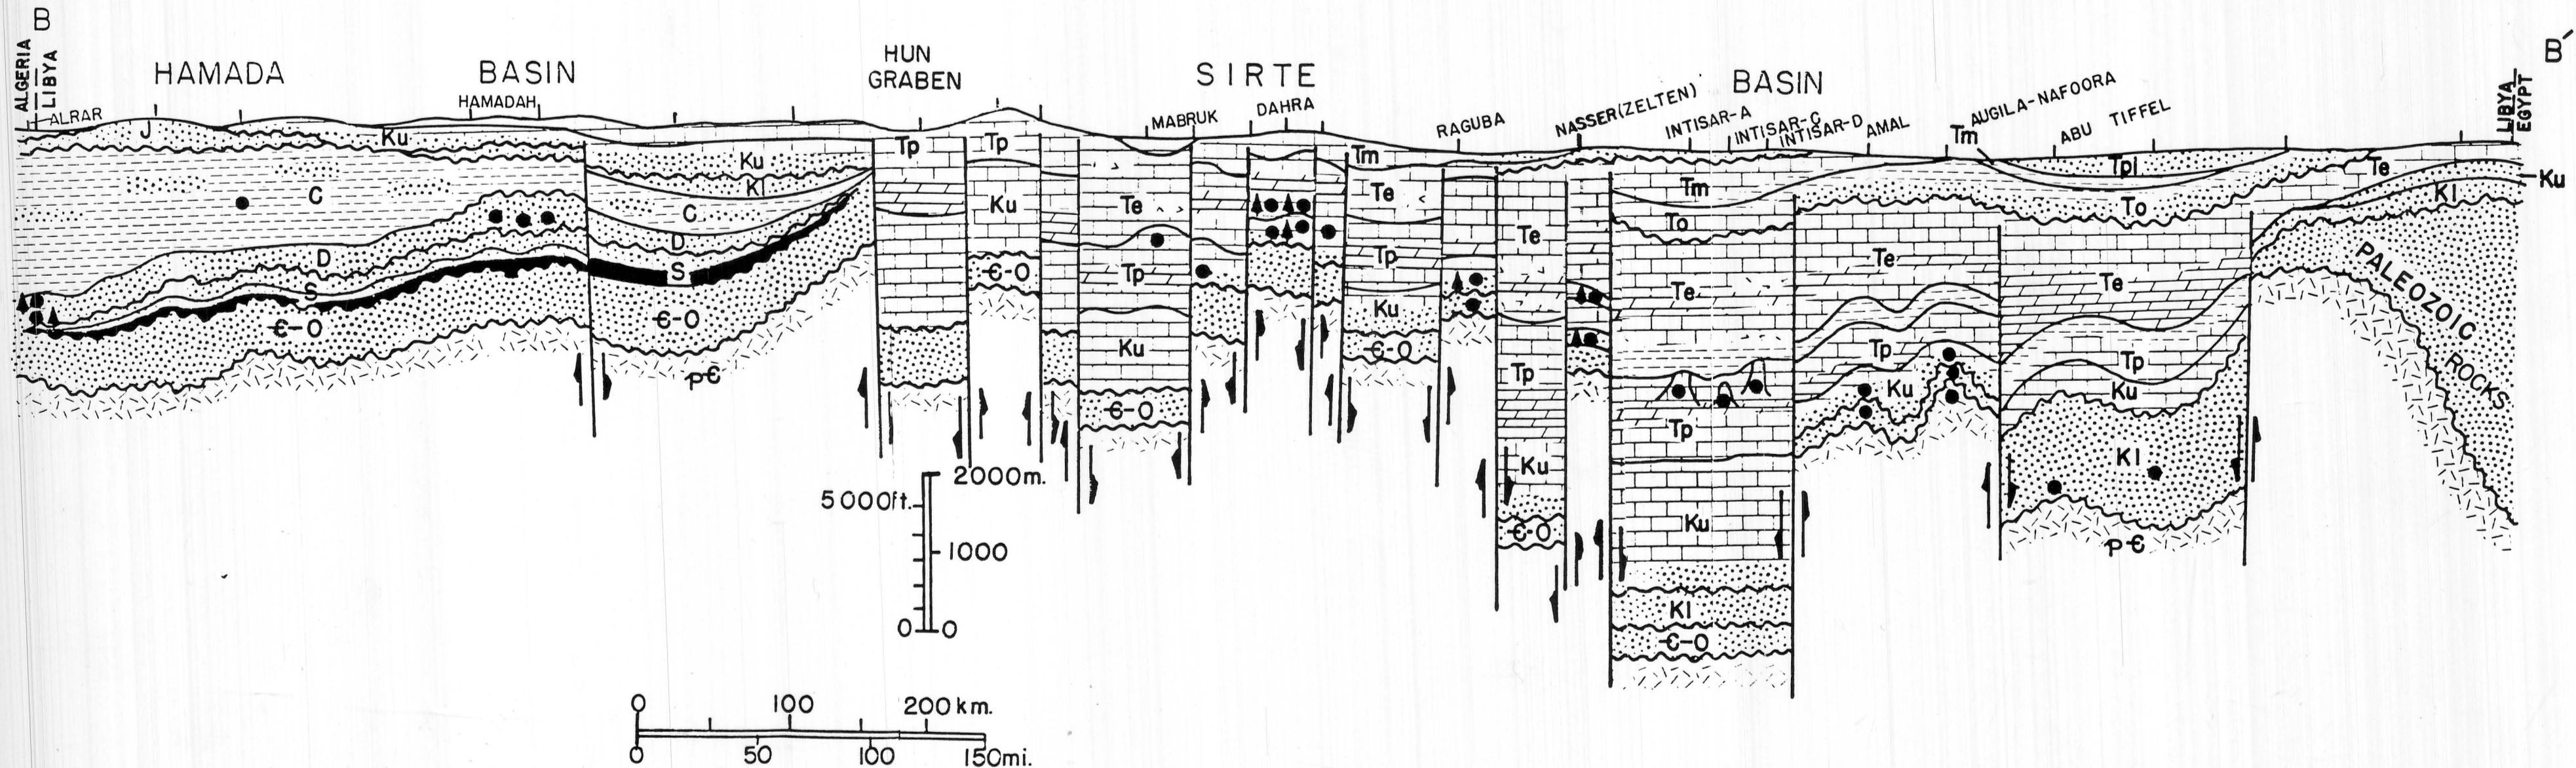 B
B′
ALGERIA
LIBYA
HAMADA BASIN
HUN
GRABEN
SIRTE BASIN
LIBYA
EGYPT
ALRAR
HAMADAH
MABRUK
DAHRA
RAGUBA
NASSER(ZELTEN)
INTISAR-A
INTISAR-C
INTISAR-D
AMAL
AUGILA-NAFOORA
ABU TIFFEL
J
Ku
C
D
S
Ꞓ-O
Ku
Kl
C
D
S
Ꞓ-O
pꞒ
Tp
Tp
Ku
Ꞓ-O
Te
Tp
Ku
Ꞓ-O
Tm
Te
Tp
Ku
Ꞓ-O
Te
Tp
Ku
Ꞓ-O
Tm
To
Te
Tp
Ku
Kl
Ꞓ-O
Te
Tp
Ku
Tm
Tpl
To
Te
Tp
Ku
Kl
pꞒ
Te
Ku
Kl
PALEOZOIC
ROCKS
2000m.
5000ft.
1000
0 0
0 100 200 km.
0 50 100 150mi.